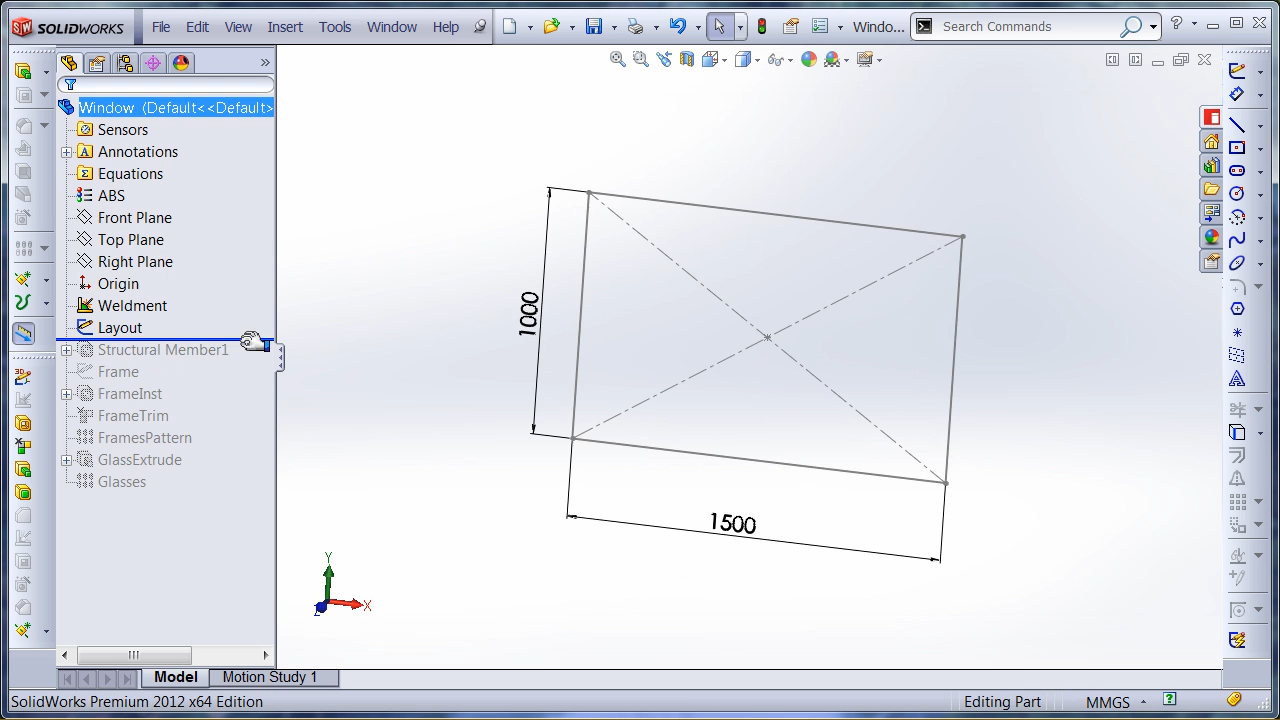 SOLIDWORKS File Edit View Insert Tools Window Help Windo... Search Commands
Window (Default<<Default>
Sensors
Annotations
Equations
ABS
Front Plane
Top Plane
Right Plane
Origin
Weldment
Layout
Structural Member1
Frame
FrameInst
FrameTrim
FramesPattern
GlassExtrude
Glasses
1000
1500
Y
X
Z
Model Motion Study 1
SolidWorks Premium 2012 x64 Edition Editing Part MMGS